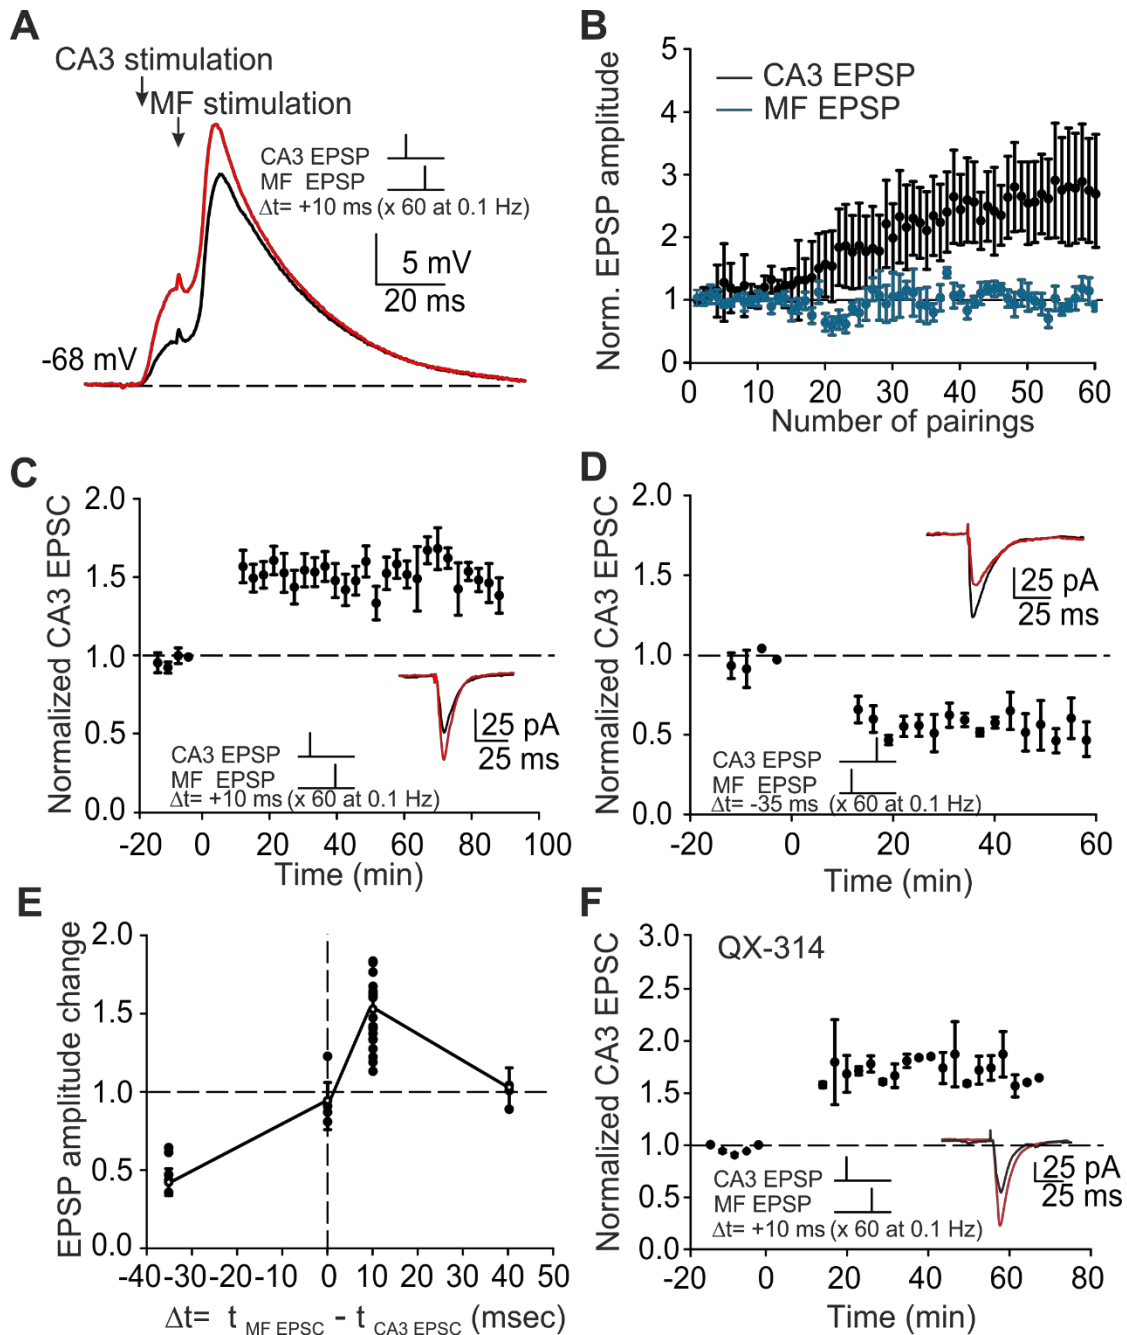 A
CA3 stimulation
MF stimulation
CA3 EPSP
MF EPSP
Δt= +10 ms (x 60 at 0.1 Hz)
5 mV
20 ms
-68 mV
B
Norm. EPSP amplitude
5
4
3
2
1
0
CA3 EPSP
MF EPSP
0 10 20 30 40 50 60
Number of pairings
C
Normalized CA3 EPSC
2.0
1.5
1.0
0.5
0.0
25 pA
25 ms
CA3 EPSP
MF EPSP
Δt= +10 ms (x 60 at 0.1 Hz)
-20 0 20 40 60 80 100
Time (min)
D
Normalized CA3 EPSC
2.0
1.5
1.0
0.5
0.0
25 pA
25 ms
CA3 EPSP
MF EPSP
Δt= -35 ms (x 60 at 0.1 Hz)
-20 0 20 40 60
Time (min)
E
EPSP amplitude change
2.0
1.5
1.0
0.5
0.0
-40 -30 -20 -10 0 10 20 30 40 50
Δt= t MF EPSC - t CA3 EPSC (msec)
F
Normalized CA3 EPSC
3.0
2.5
2.0
1.5
1.0
0.5
0.0
QX-314
25 pA
25 ms
CA3 EPSP
MF EPSP
Δt= +10 ms (x 60 at 0.1 Hz)
-20 0 20 40 60 80
Time (min)